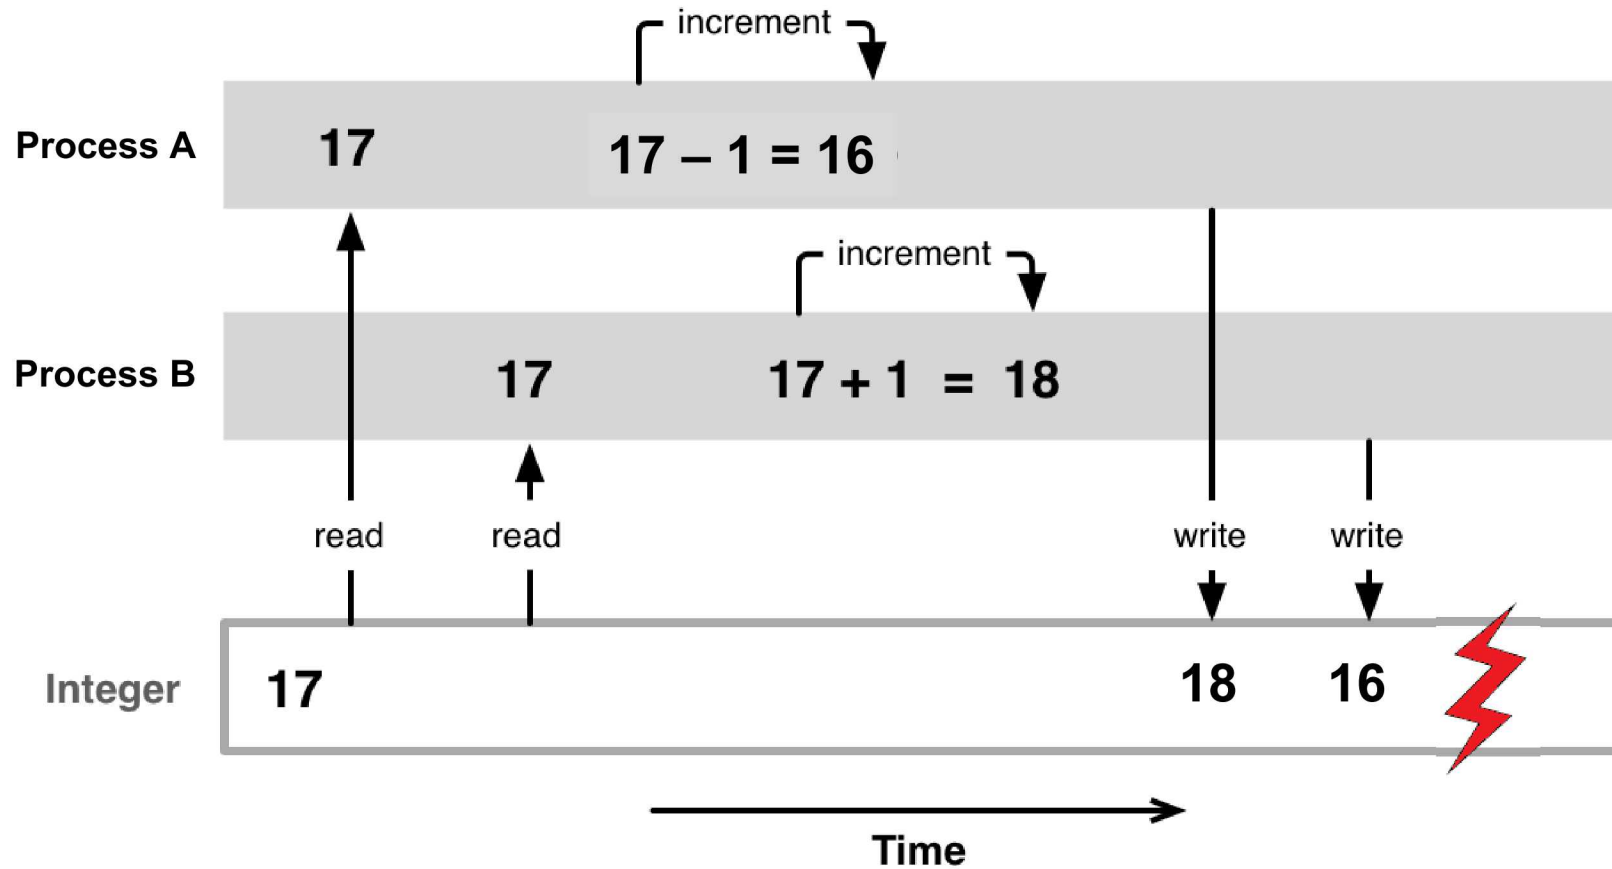 increment
Process A 17 17 – 1 = 16
increment
Process B 17 17 + 1 = 18
read read write write
Integer 17 18 16
Time